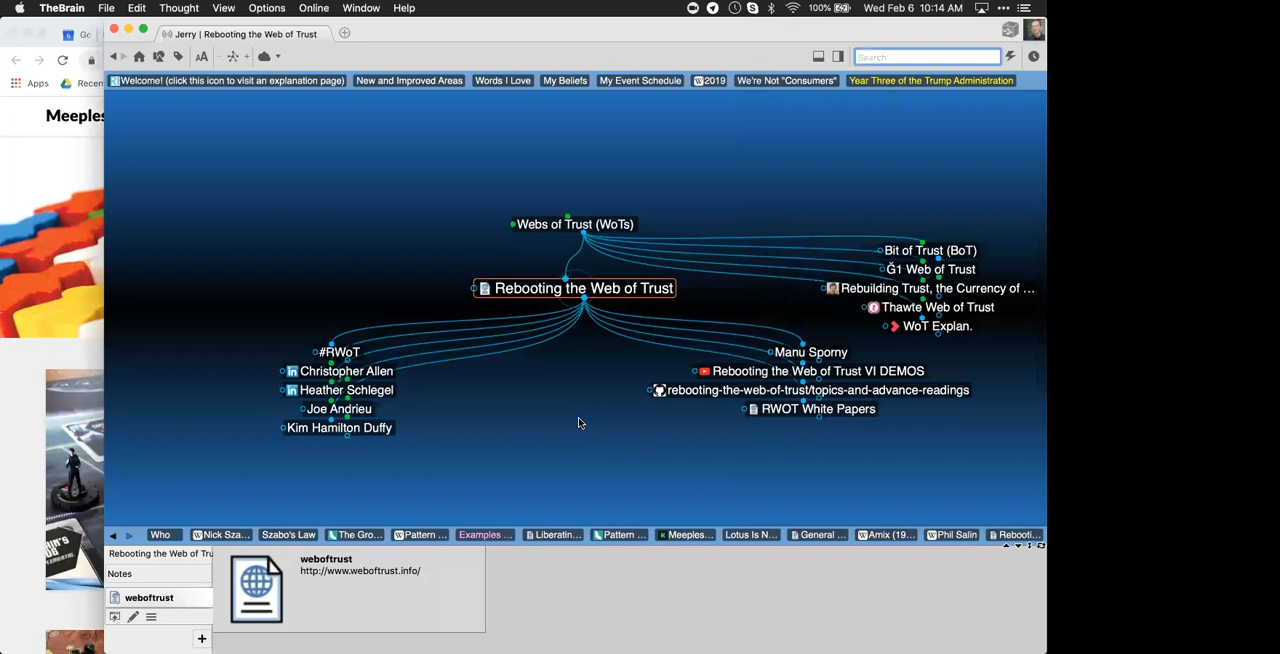 TheBrain File Edit Thought View Options Online Window Help 100% Wed Feb 6 10:14 AM
Jerry | Rebooting the Web of Trust
Apps Recen
Search
Welcome! (click this icon to visit an explanation page) New and Improved Areas Words I Love My Beliefs My Event Schedule 2019 We're Not "Consumers" Year Three of the Trump Administration
Meeples
Webs of Trust (WoTs)
Bit of Trust (BoT)
Ğ1 Web of Trust
Rebooting the Web of Trust
Rebuilding Trust, the Currency of ...
Thawte Web of Trust
WoT Explan.
#RWoT
Christopher Allen
Heather Schlegel
Joe Andrieu
Kim Hamilton Duffy
Manu Sporny
Rebooting the Web of Trust VI DEMOS
rebooting-the-web-of-trust/topics-and-advance-readings
RWOT White Papers
Who Nick Sza... Szabo's Law The Gro... Pattern ... Examples ... Liberatin... Pattern ... Meeples... Lotus Is N... General ... Amix (19... Phil Salin Rebooti...
Rebooting the Web of Tru
Notes
weboftrust
weboftrust
http://www.weboftrust.info/